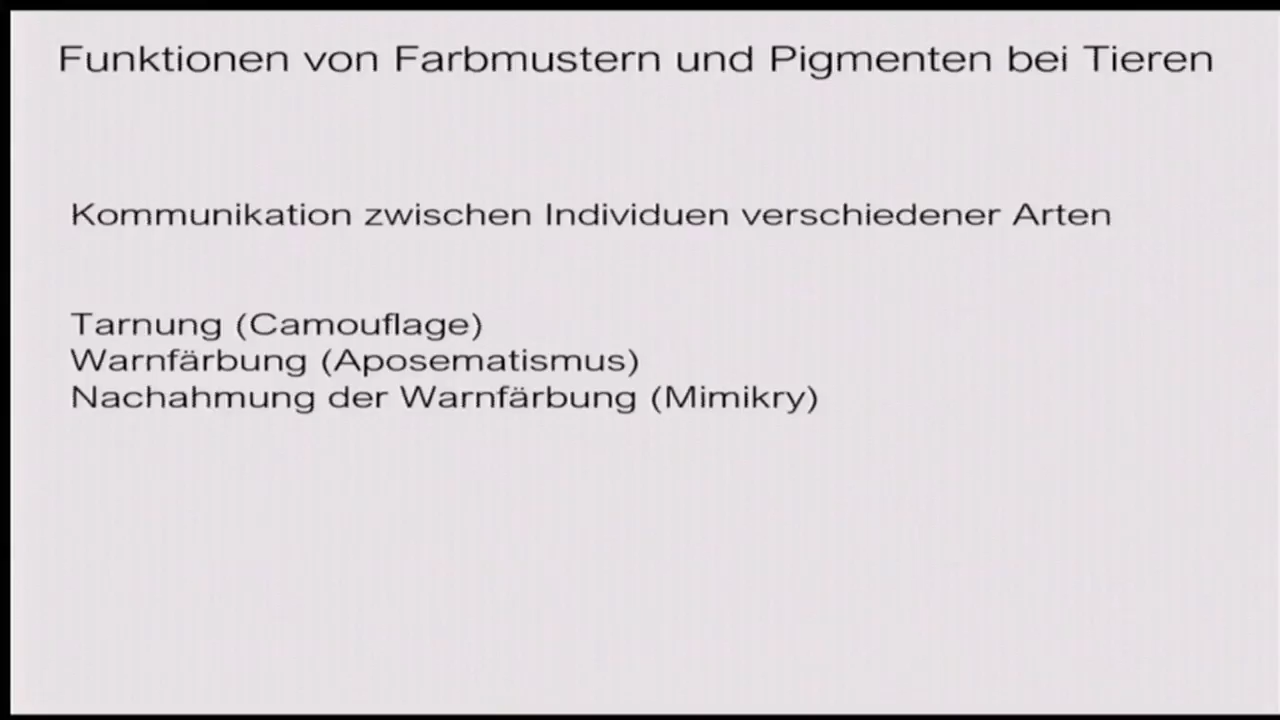 Funktionen von Farbmustern und Pigmenten bei Tieren
Kommunikation zwischen Individuen verschiedener Arten
Tarnung (Camouflage)
Warnfärbung (Aposematismus)
Nachahmung der Warnfärbung (Mimikry)